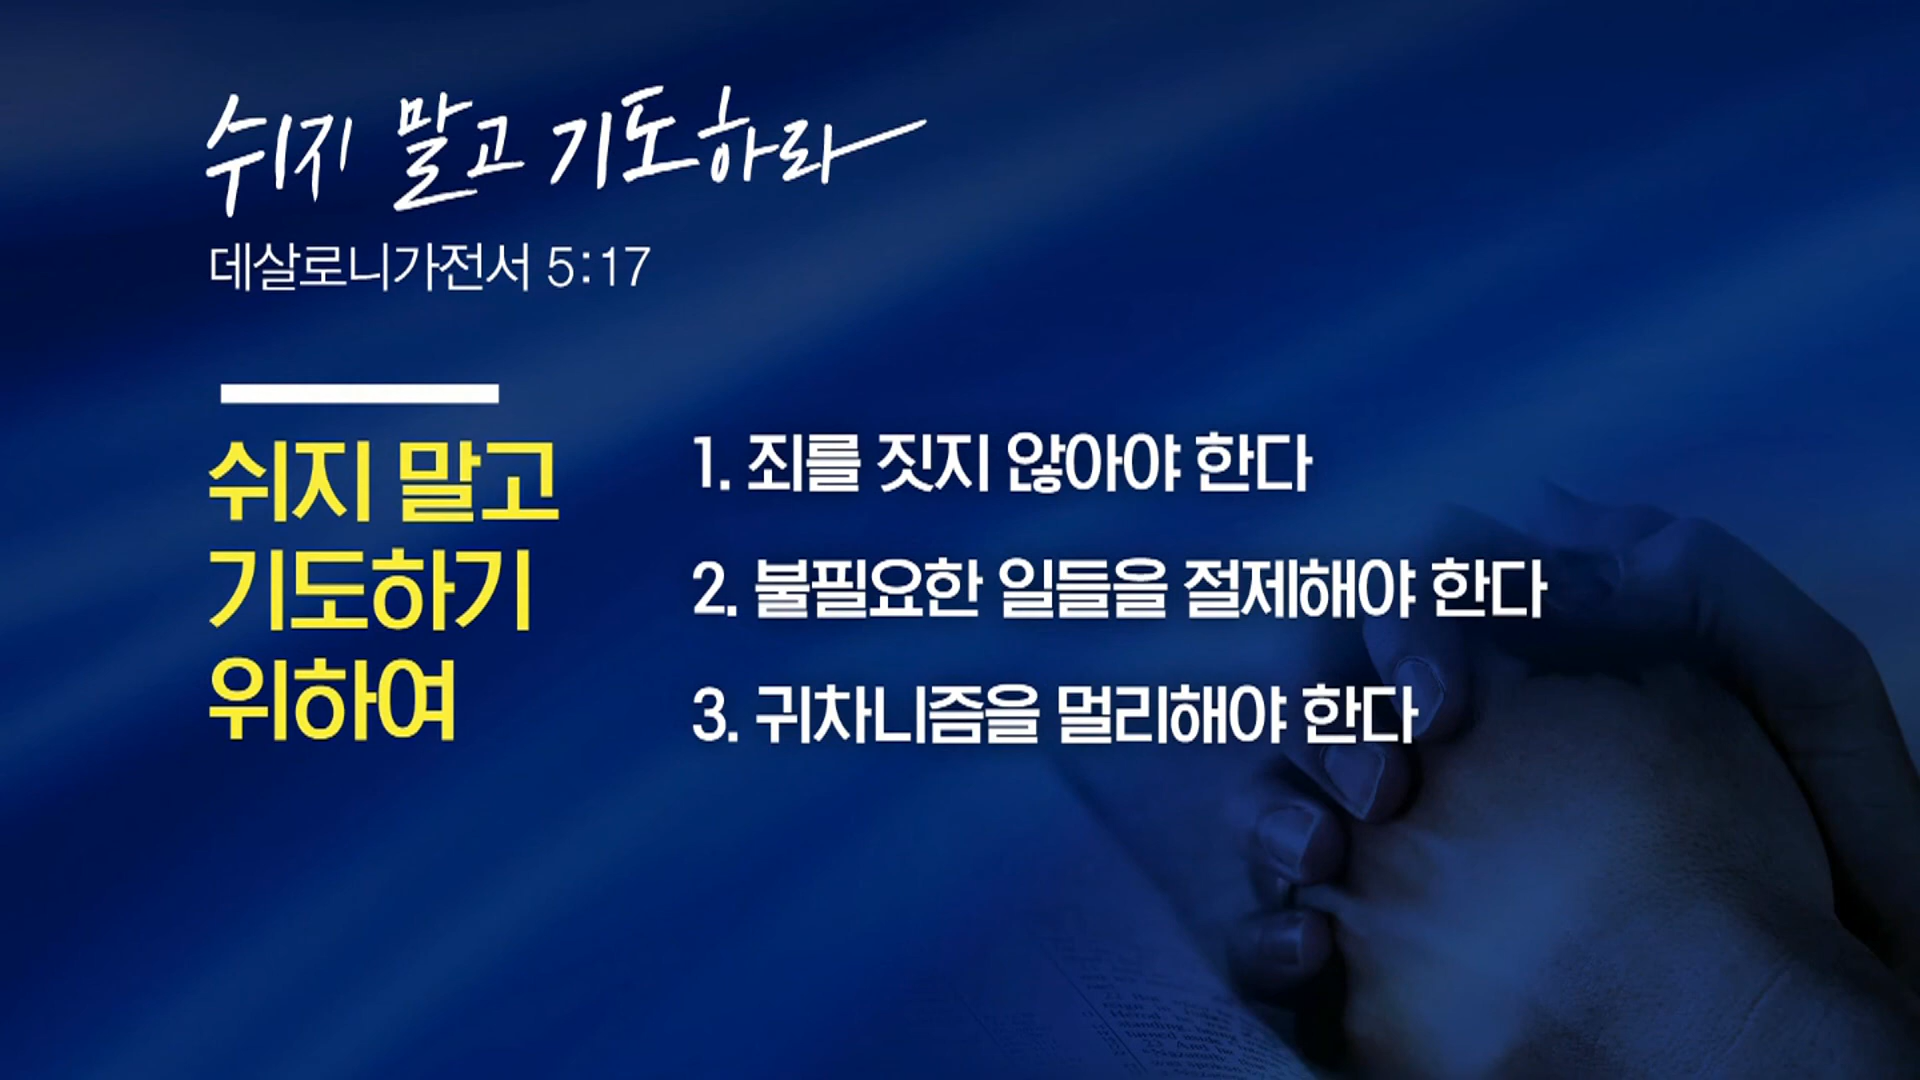 쉬지 말고 기도하라
데살로니가전서 5:17
쉬지 말고
기도하기
위하여
1. 죄를 짓지 않아야 한다
2. 불필요한 일들을 절제해야 한다
3. 귀차니즘을 멀리해야 한다